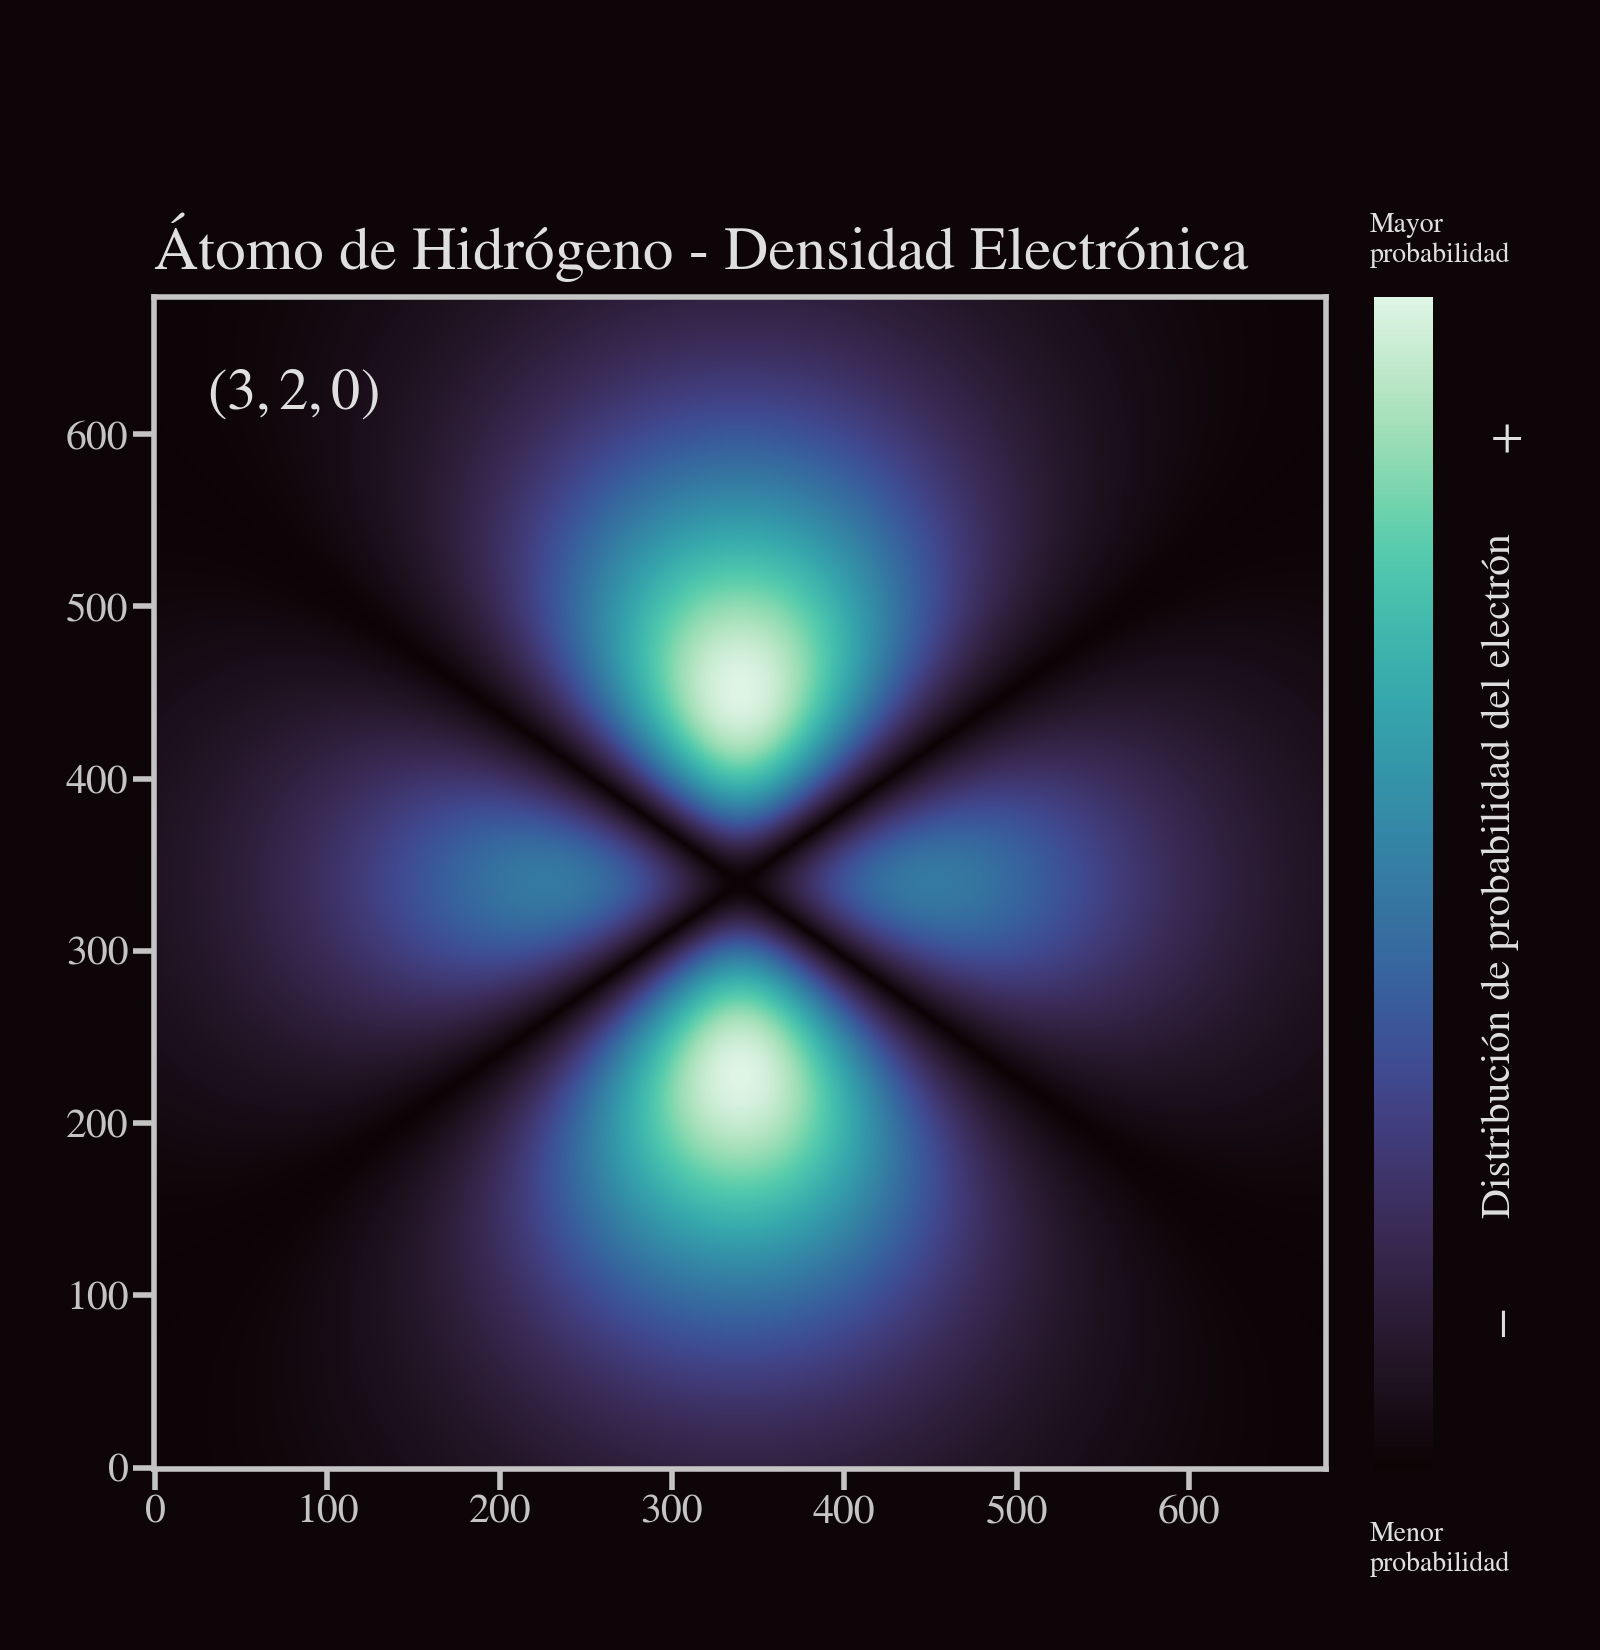 Átomo de Hidrógeno - Densidad Electrónica
Mayor
probabilidad
(3, 2, 0)
600
500
400
300
200
100
0
0 100 200 300 400 500 600
− Distribución de probabilidad del electrón +
Menor
probabilidad